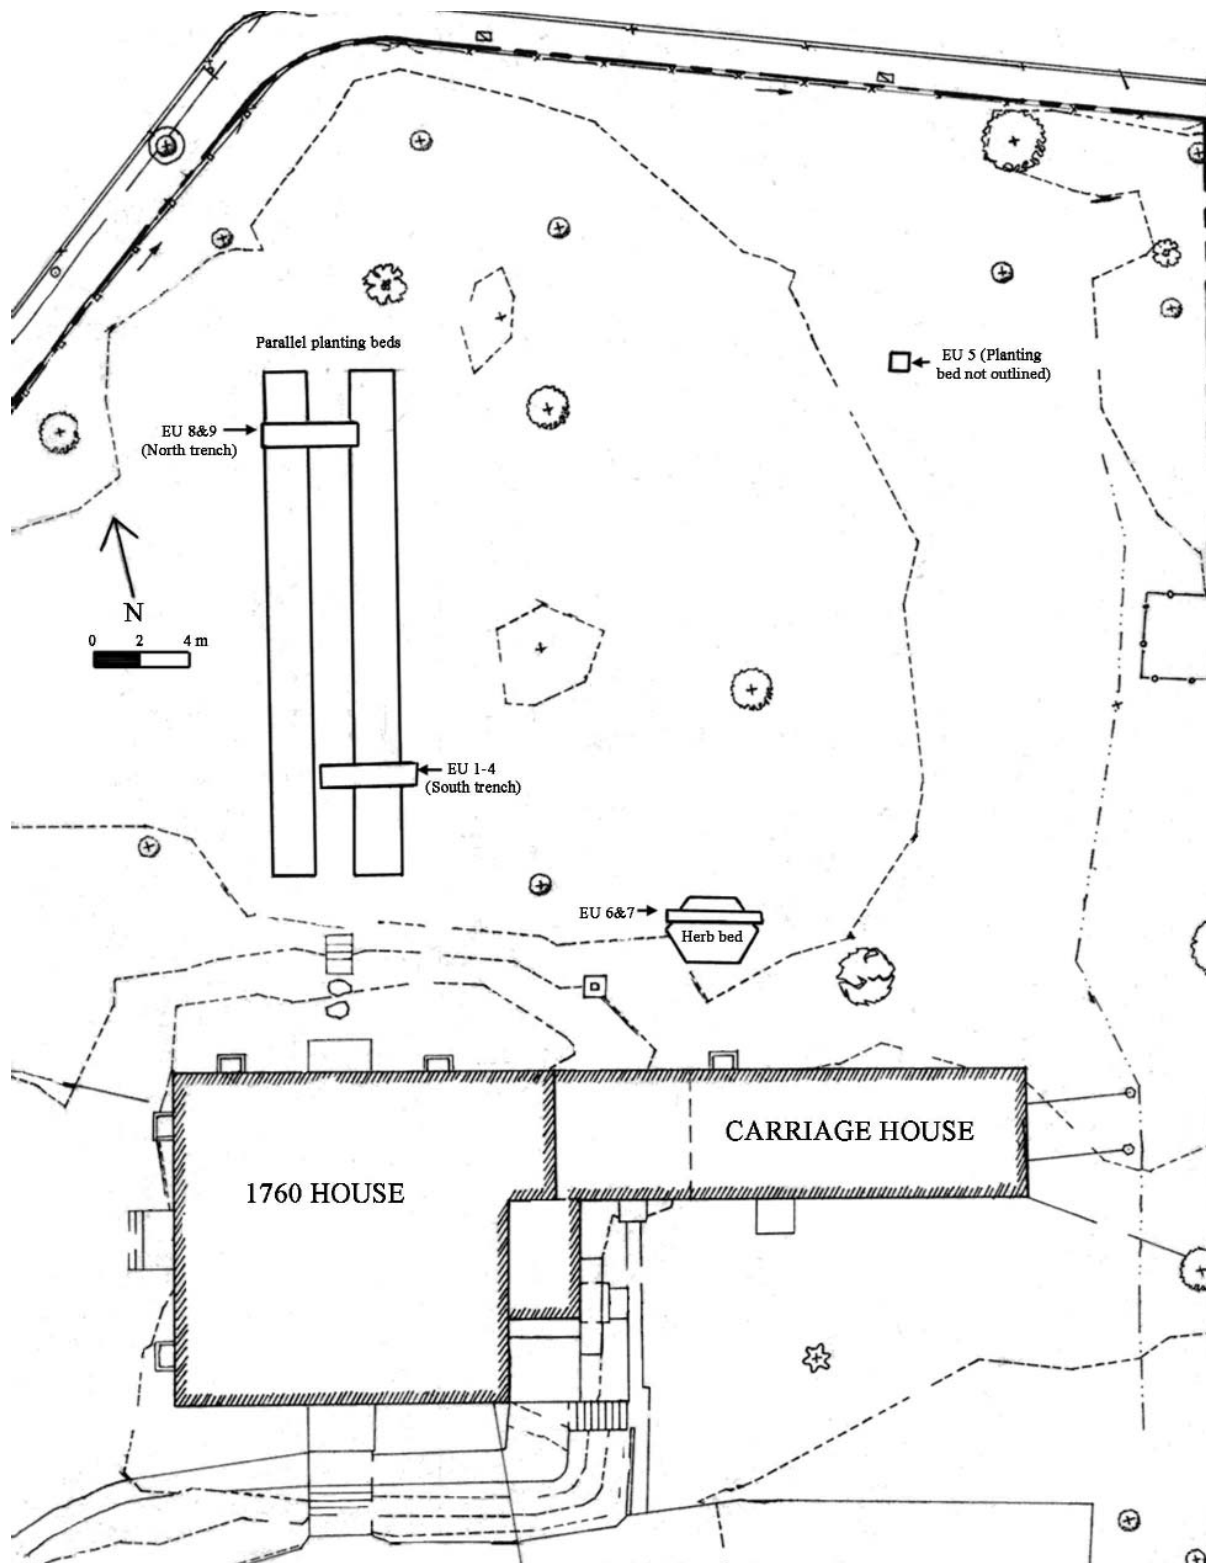 Parallel planting beds
EU 5 (Planting
bed not outlined)
EU 8&9
(North trench)
N
0 2 4 m
EU 1-4
(South trench)
EU 6&7
Herb bed
CARRIAGE HOUSE
1760 HOUSE